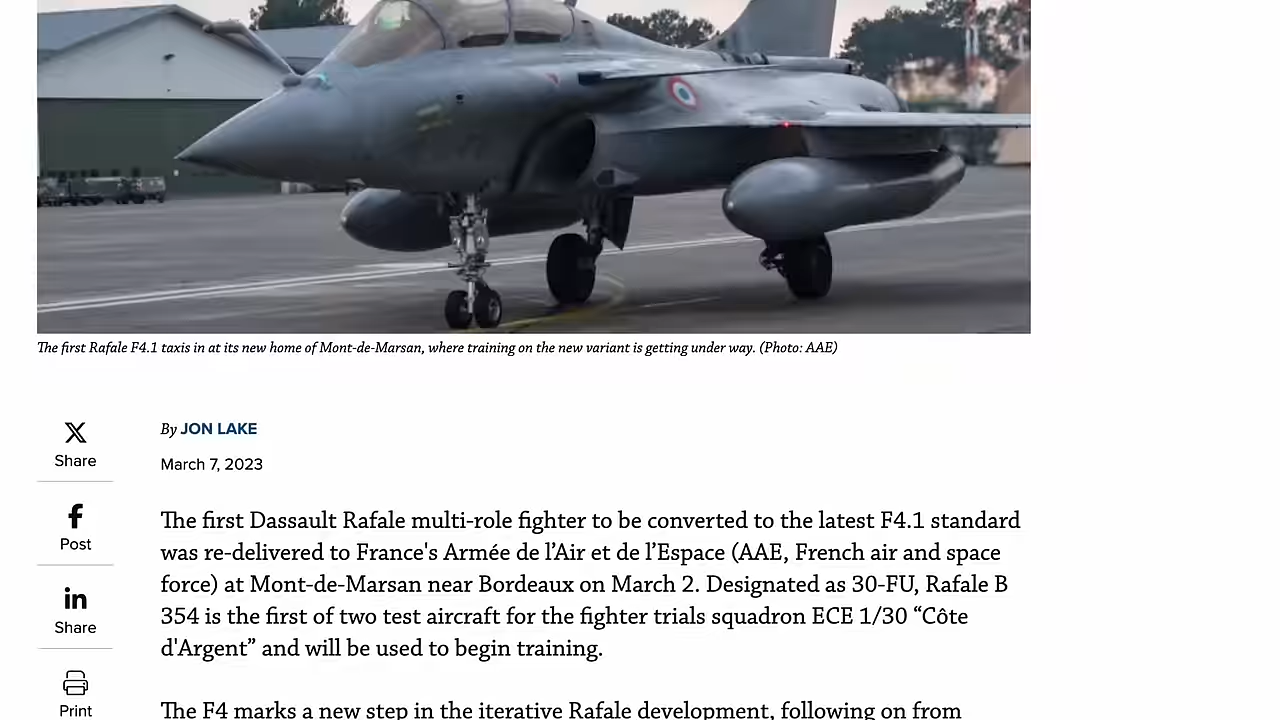 The first Rafale F4.1 taxis in at its new home of Mont-de-Marsan, where training on the new variant is getting under way. (Photo: AAE)
Share
Post
Share
Print
By JON LAKE
March 7, 2023
The first Dassault Rafale multi-role fighter to be converted to the latest F4.1 standard
was re-delivered to France's Armée de l’Air et de l’Espace (AAE, French air and space
force) at Mont-de-Marsan near Bordeaux on March 2. Designated as 30-FU, Rafale B
354 is the first of two test aircraft for the fighter trials squadron ECE 1/30 “Côte
d'Argent” and will be used to begin training.
The F4 marks a new step in the iterative Rafale development, following on from